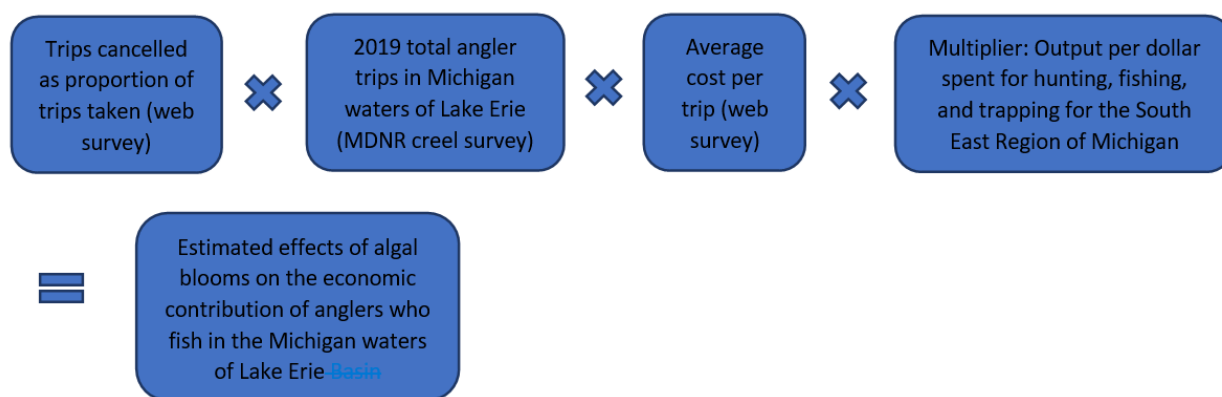 Trips cancelled
as proportion of
trips taken (web
survey)
2019 total angler
trips in Michigan
waters of Lake Erie
(MDNR creel survey)
Average
cost per
trip (web
survey)
Multiplier: Output per dollar
spent for hunting, fishing,
and trapping for the South
East Region of Michigan
Estimated effects of algal
blooms on the economic
contribution of anglers who
fish in the Michigan waters
of Lake Erie Basin